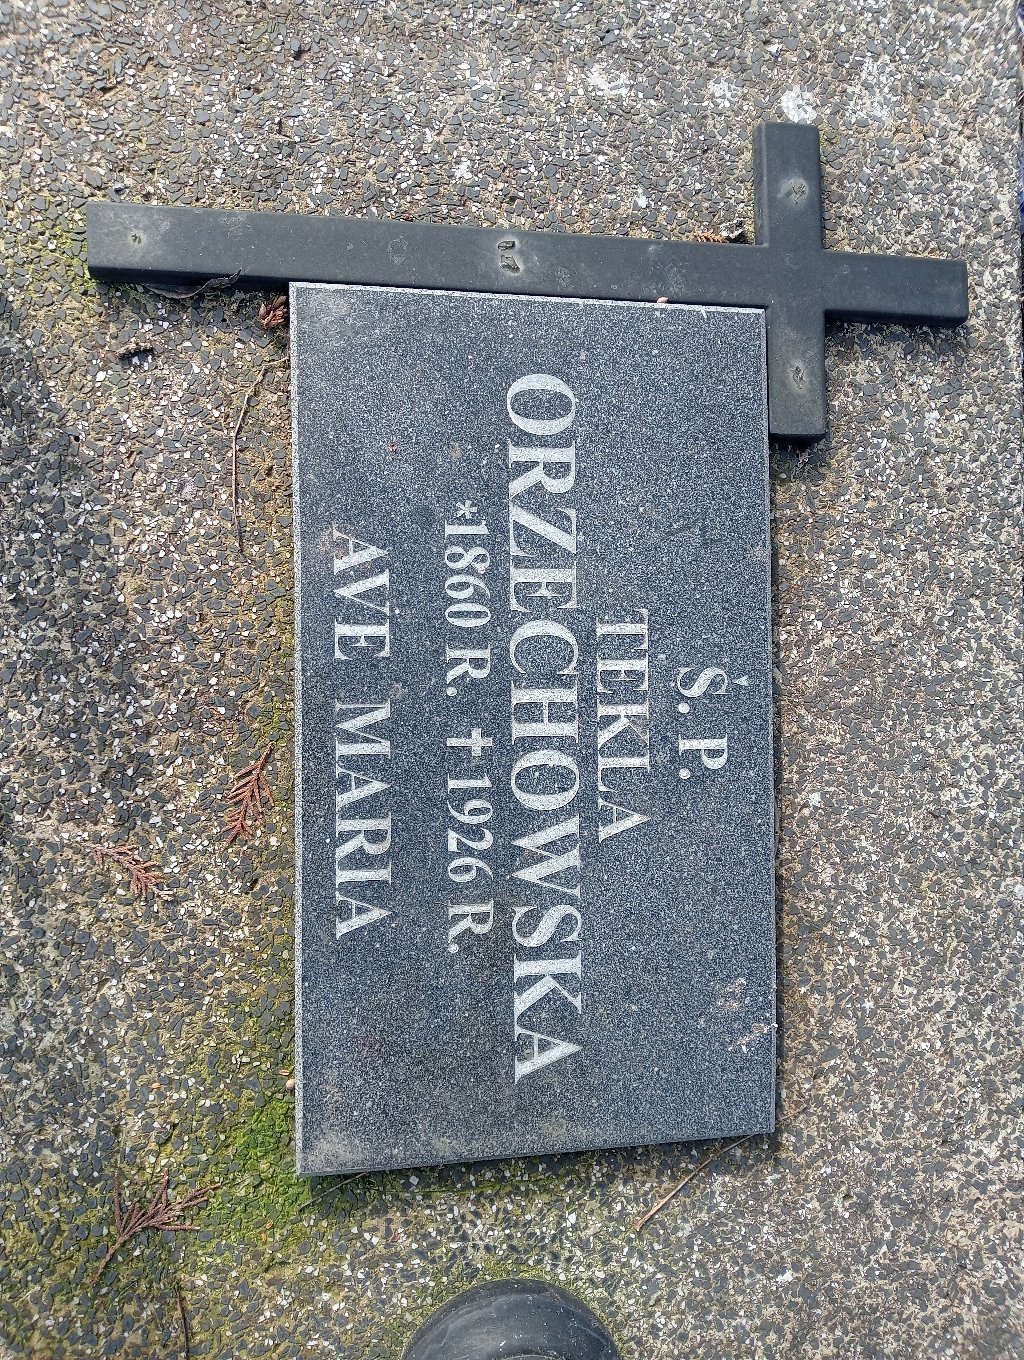 Ś. P.
TEKLA
ORZECHOWSKA
*1860 R. ✝1926 R.
AVE MARIA